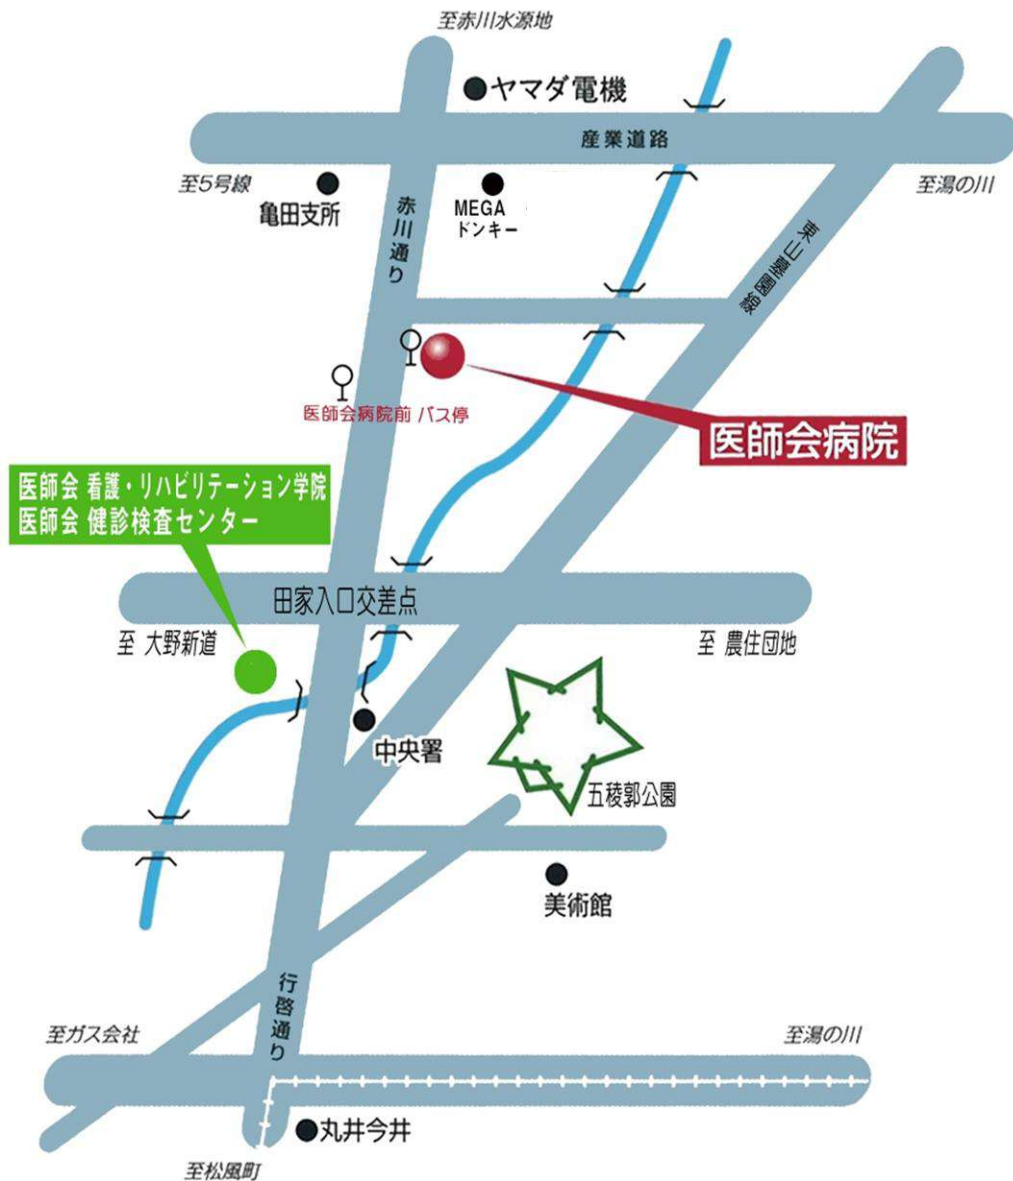 至赤川水源地
ヤマダ電機
産業道路
至5号線
亀田支所
MEGA
ドンキー
至湯の川
赤川通り
東山墓園線
医師会病院前 バス停
医師会病院
医師会 看護・リハビリテーション学院
医師会 健診検査センター
田家入口交差点
至 大野新道
至 農住団地
中央署
五稜郭公園
美術館
行啓通り
至ガス会社
至湯の川
丸井今井
至松風町